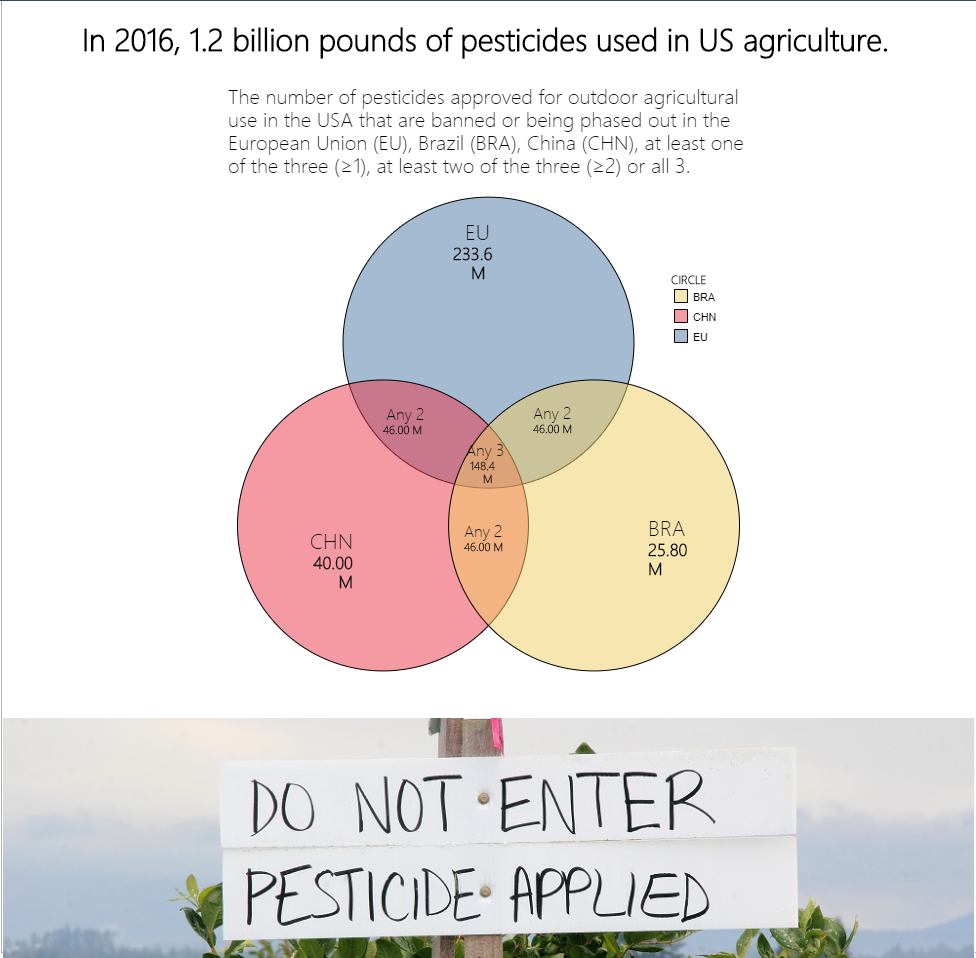 In 2016, 1.2 billion pounds of pesticides used in US agriculture.
The number of pesticides approved for outdoor agricultural
use in the USA that are banned or being phased out in the
European Union (EU), Brazil (BRA), China (CHN), at least one
of the three (≥1), at least two of the three (≥2) or all 3.
EU
233.6
M
CIRCLE
BRA
CHN
EU
Any 2
46.00 M
Any 2
46.00 M
Any 3
148.4
M
Any 2
46.00 M
CHN
40.00
M
BRA
25.80
M
DO NOT ENTER
PESTICIDE APPLIED